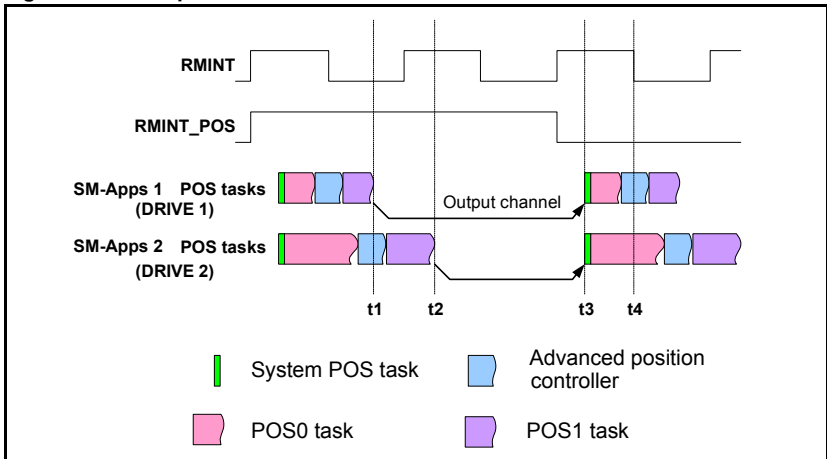 RMINT
RMINT_POS
SM-Apps 1 POS tasks
(DRIVE 1)
Output channel
SM-Apps 2 POS tasks
(DRIVE 2)
t1 t2 t3 t4
System POS task
Advanced position
controller
POS0 task
POS1 task